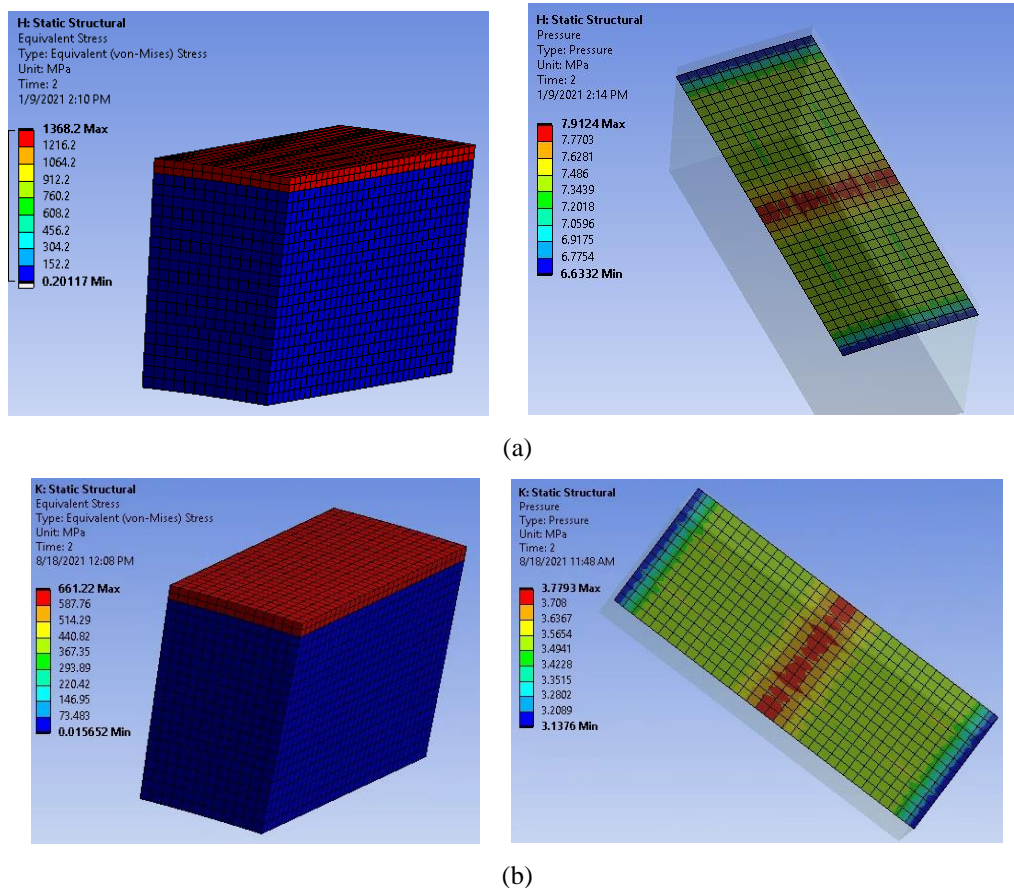 H: Static Structural
Equivalent Stress
Type: Equivalent (von-Mises) Stress
Unit: MPa
Time: 2
1/9/2021 2:10 PM
1368.2 Max
1216.2
1064.2
912.2
760.2
608.2
456.2
304.2
152.2
0.20117 Min
H: Static Structural
Pressure
Type: Pressure
Unit: MPa
Time: 2
1/9/2021 2:14 PM
7.9124 Max
7.7703
7.6281
7.486
7.3439
7.2018
7.0596
6.9175
6.7754
6.6332 Min
(a)
K: Static Structural
Equivalent Stress
Type: Equivalent (von-Mises) Stress
Unit: MPa
Time: 2
8/18/2021 12:08 PM
661.22 Max
587.76
514.29
440.82
367.35
293.89
220.42
146.95
73.483
0.015652 Min
K: Static Structural
Pressure
Type: Pressure
Unit: MPa
Time: 2
8/18/2021 11:48 AM
3.7793 Max
3.708
3.6367
3.5654
3.4941
3.4228
3.3515
3.2802
3.2089
3.1376 Min
(b)